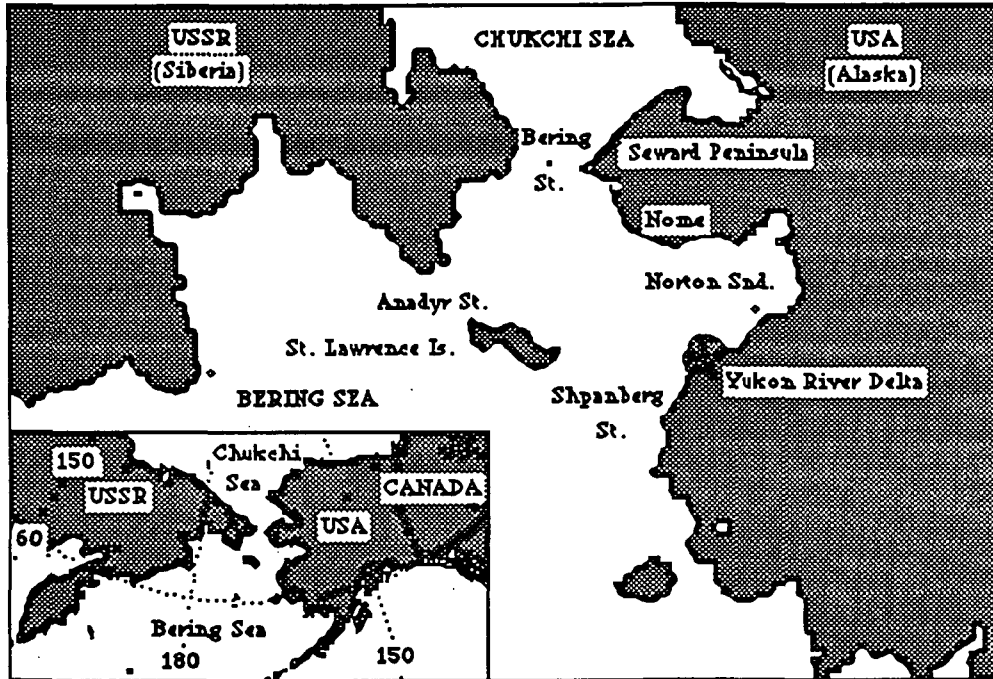 USSR
(Siberia)
CHUKCHI SEA
USA
(Alaska)
Bering
St.
Seward Peninsula
Nome
Norton Snd.
Anadyr St.
St. Lawrence Is.
Yukon River Delta
BERING SEA
Shpanberg
St.
150
USSR
Chukchi
Sea
CANADA
USA
60
Bering Sea
180
150